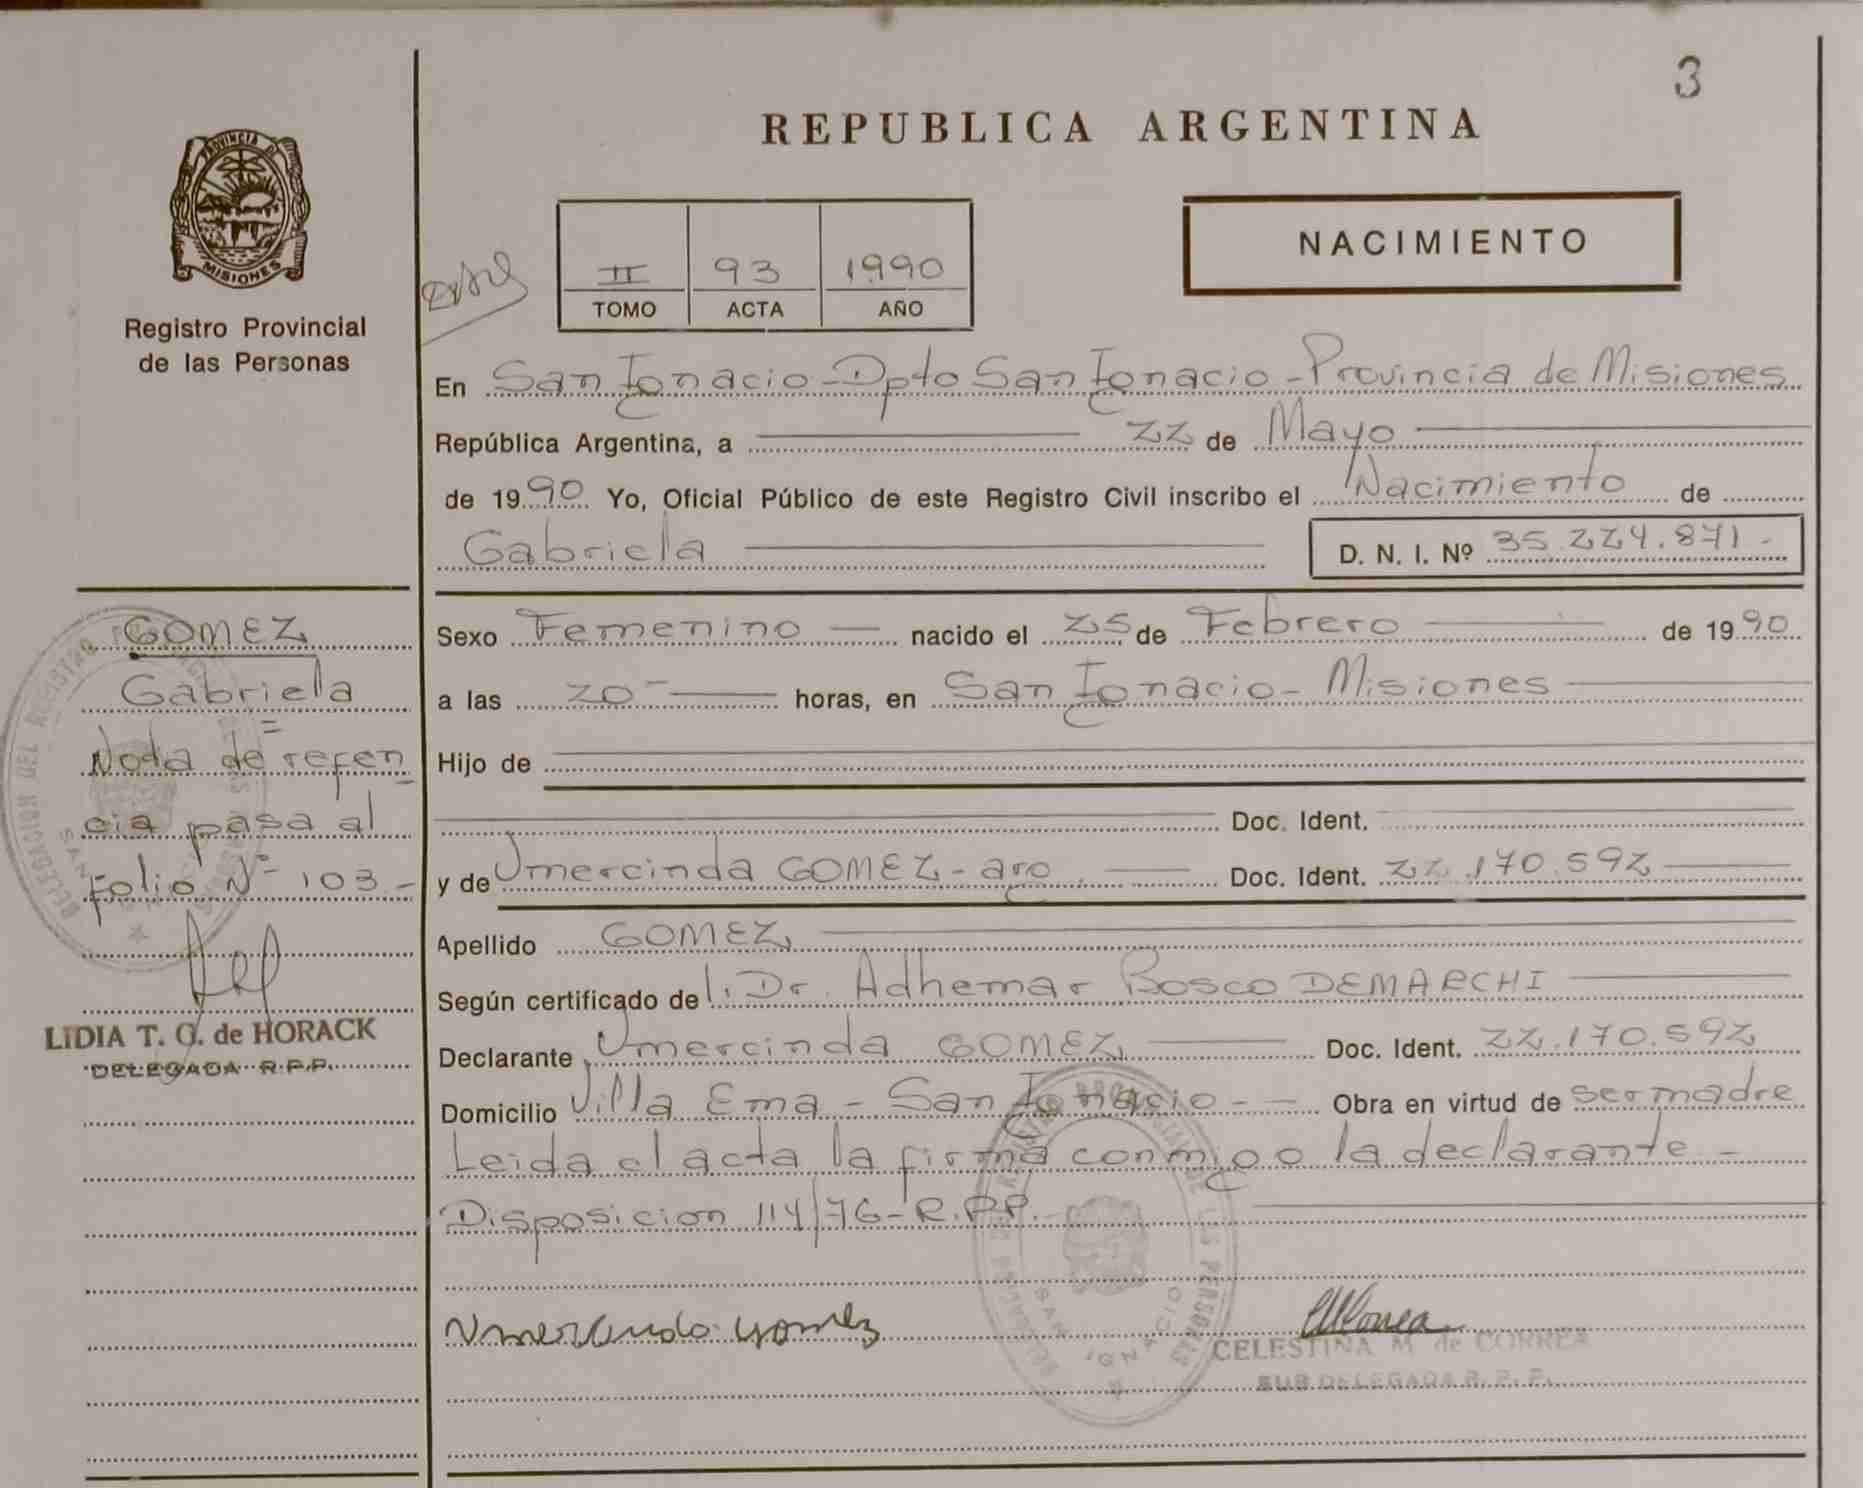 3
REPUBLICA ARGENTINA
PROVINCIA DE
MISIONES
Registro Provincial
de las Personas
II 93 1990
TOMO ACTA AÑO
NACIMIENTO
En San Ignacio - Dpto San Ignacio - Provincia de Misiones
República Argentina, a 22 de Mayo
de 1990 Yo, Oficial Público de este Registro Civil inscribo el Nacimiento de
Gabriela D. N. I. Nº
Sexo Femenino nacido el 25 de Febrero de 1990
a las 20 horas, en San Ignacio - Misiones
Hijo de
Doc. Ident.
y de Umercinda GOMEZ - arg. Doc. Ident. 22.170.592
Apellido GOMEZ
Según certificado de l. Dr. Adhemar Bosco DEMARCHI
Declarante Umercinda GOMEZ Doc. Ident. 22.170.592
Domicilio Villa Ema - San Ignacio - - Obra en virtud de ser madre
Leida el acta la firma conmigo la declarante -
Disposicion 114/76 - R.P.P.
Umercinda Gomez
CELESTINA M de CORREA
SUB DELEGADA R. P. P.
GOMEZ
Gabriela
Nota de referen
cia pasa al
folio Nº 103 -
LIDIA T. G. de HORACK
DELEGADA R.P.P.